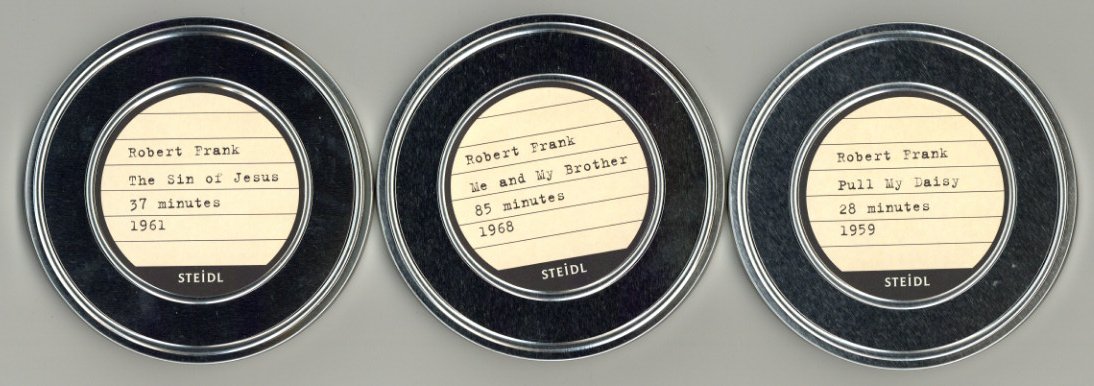 Robert Frank
The Sin of Jesus
37 minutes
1961
STEiDL
Robert Frank
Me and My Brother
85 minutes
1968
STEiDL
Robert Frank
Pull My Daisy
28 minutes
1959
STEiDL